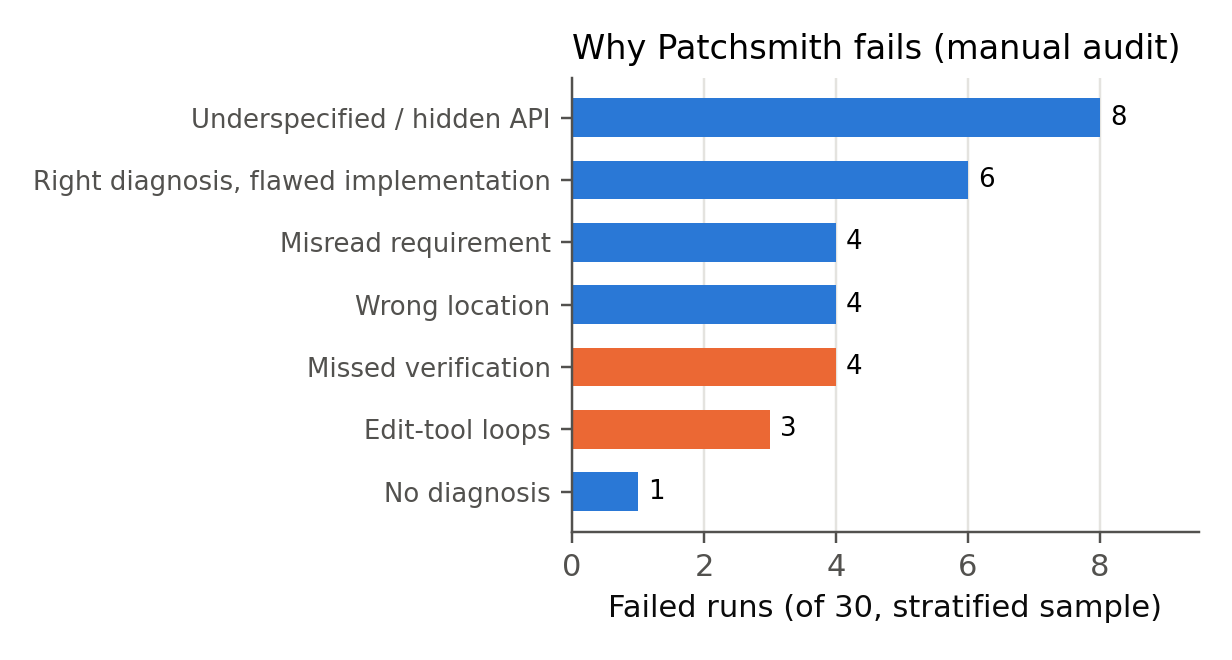 Why Patchsmith fails (manual audit)
Underspecified / hidden API 8
Right diagnosis, flawed implementation 6
Misread requirement 4
Wrong location 4
Missed verification 4
Edit-tool loops 3
No diagnosis 1
0 2 4 6 8
Failed runs (of 30, stratified sample)